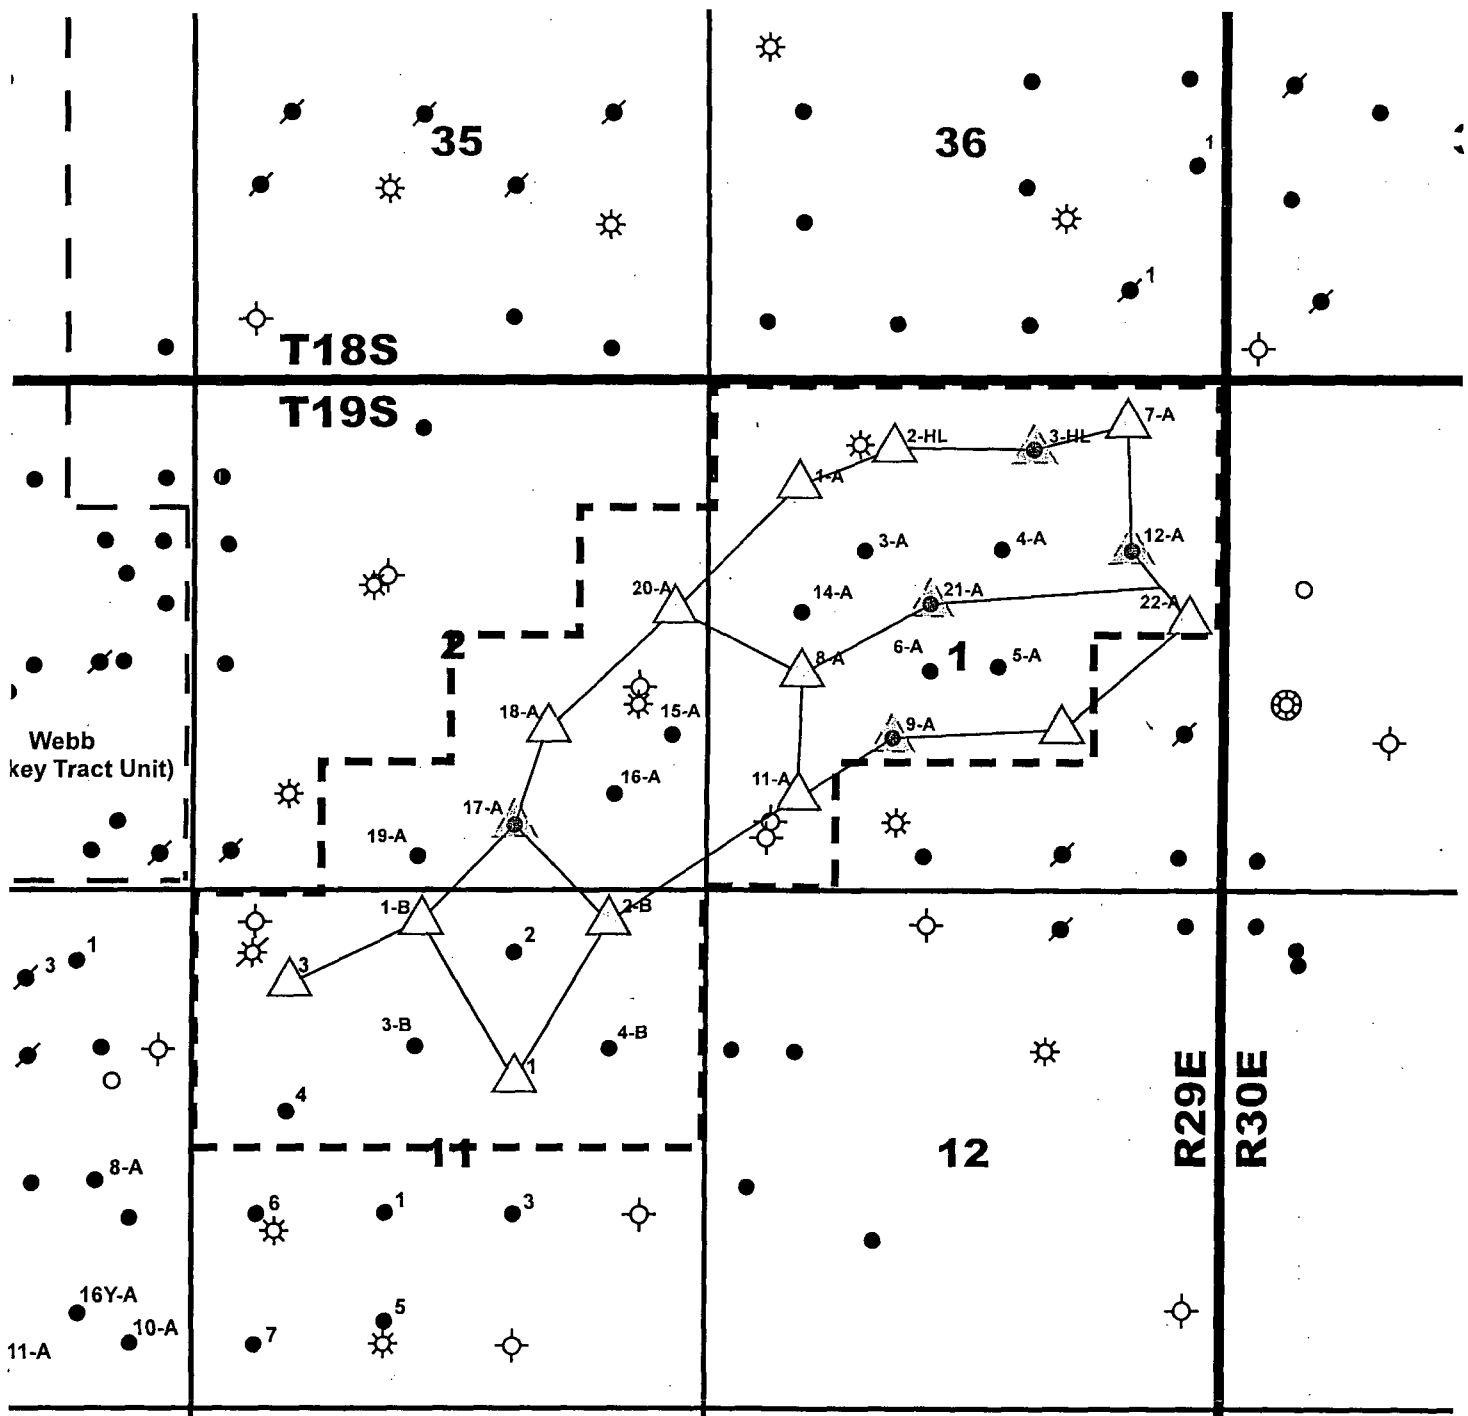 35
36
1
1
T18S
T19S
7-A
2-HL
3-HL
1-A
3-A
4-A
12-A
20-A
14-A
21-A
22-A
2
8-A
6-A
1
5-A
18-A
15-A
9-A
Webb
key Tract Unit)
16-A
11-A
17-A
19-A
1-B
2-B
2
1
3
3
3-B
4-B
1
4
R29E
R30E
11
12
8-A
6
1
3
16Y-A
10-A
5
7
11-A